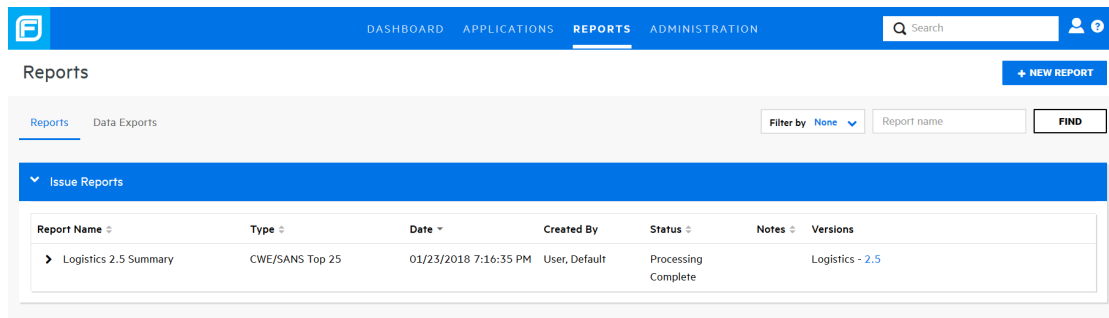 F
DASHBOARD APPLICATIONS REPORTS ADMINISTRATION Search ?
Reports + NEW REPORT
Reports Data Exports Filter by None Report name FIND
Issue Reports
Report Name Type Date Created By Status Notes Versions
Logistics 2.5 Summary CWE/SANS Top 25 01/23/2018 7:16:35 PM User, Default Processing Logistics - 2.5
Complete